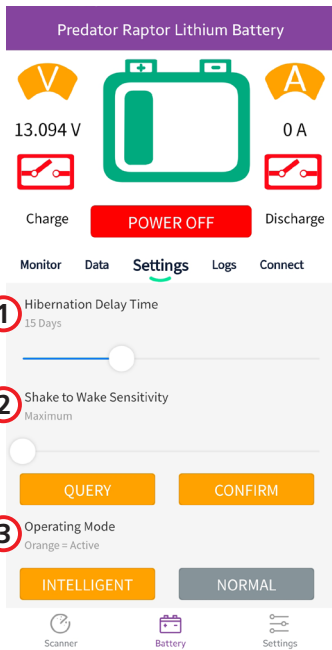 Predator Raptor Lithium Battery
V
A
13.094 V
0 A
Charge
POWER OFF
Discharge
Monitor Data Settings Logs Connect
1 Hibernation Delay Time
15 Days
2 Shake to Wake Sensitivity
Maximum
QUERY CONFIRM
3 Operating Mode
Orange = Active
INTELLIGENT NORMAL
Scanner Battery Settings